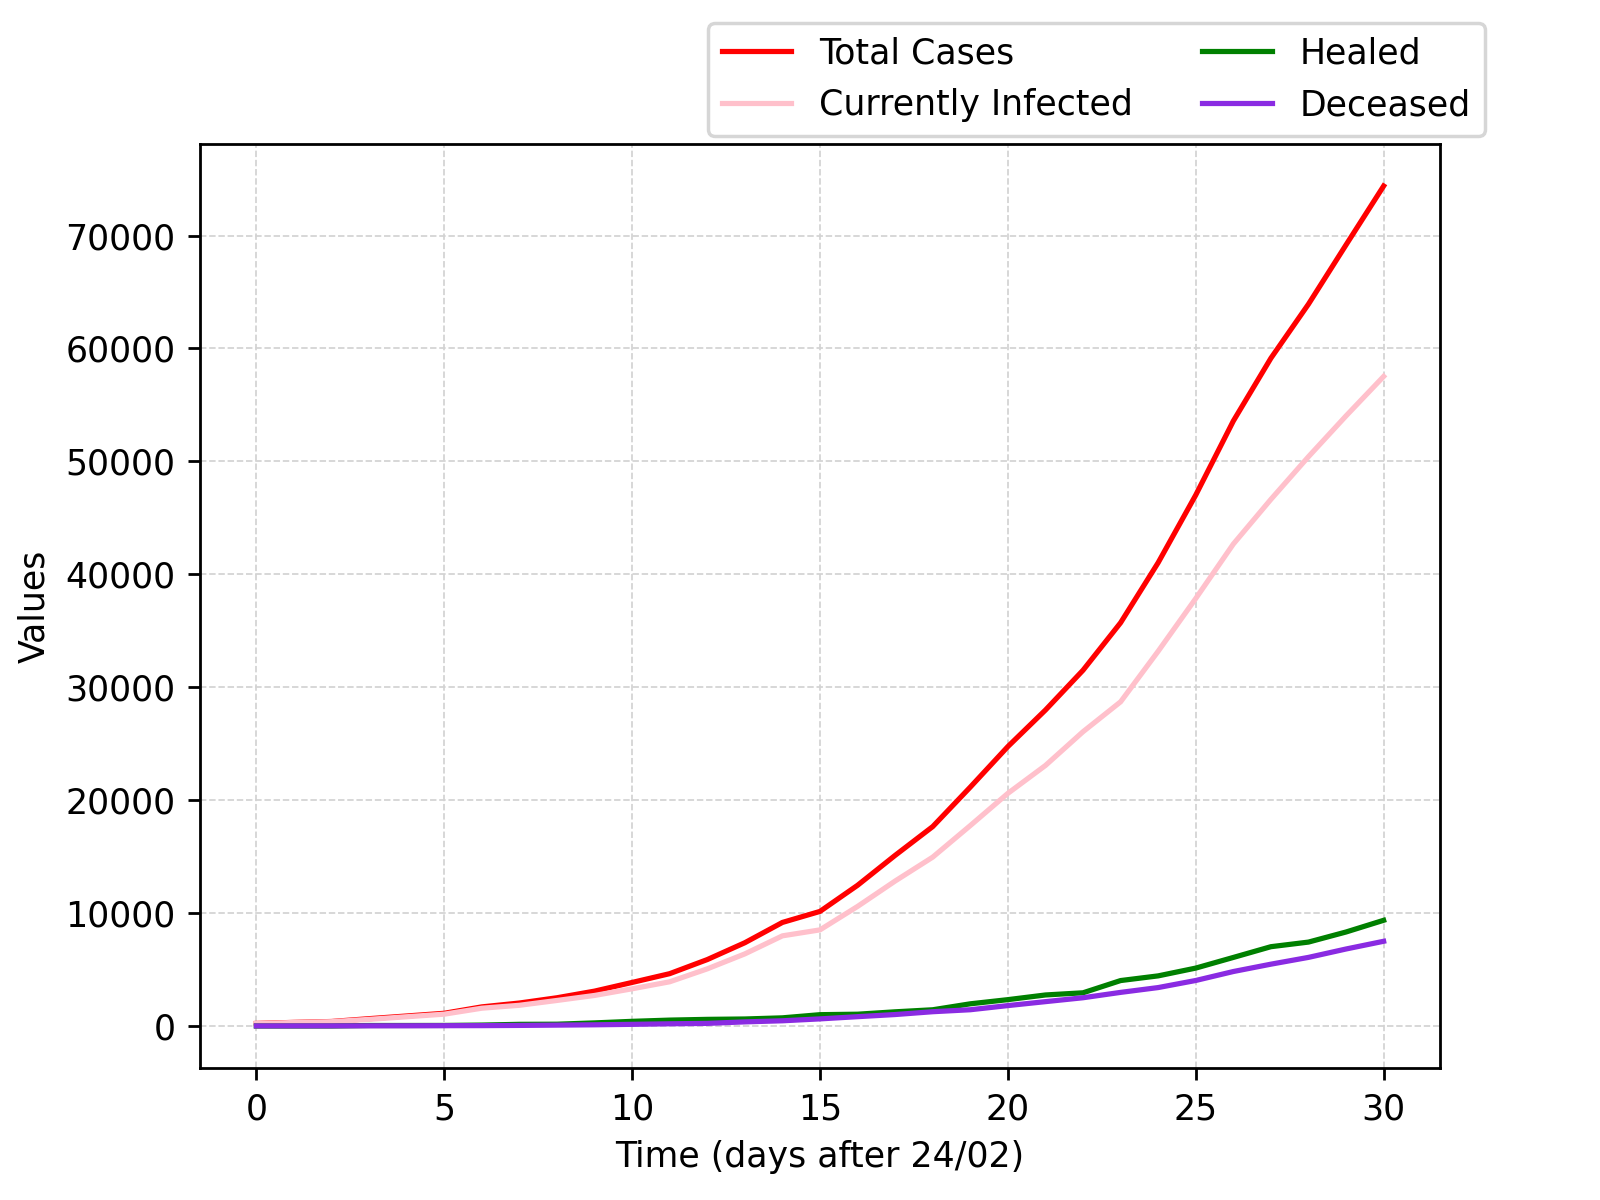 Total Cases
Currently Infected
Healed
Deceased
70000
60000
50000
40000
30000
20000
10000
0
Values
0 5 10 15 20 25 30
Time (days after 24/02)